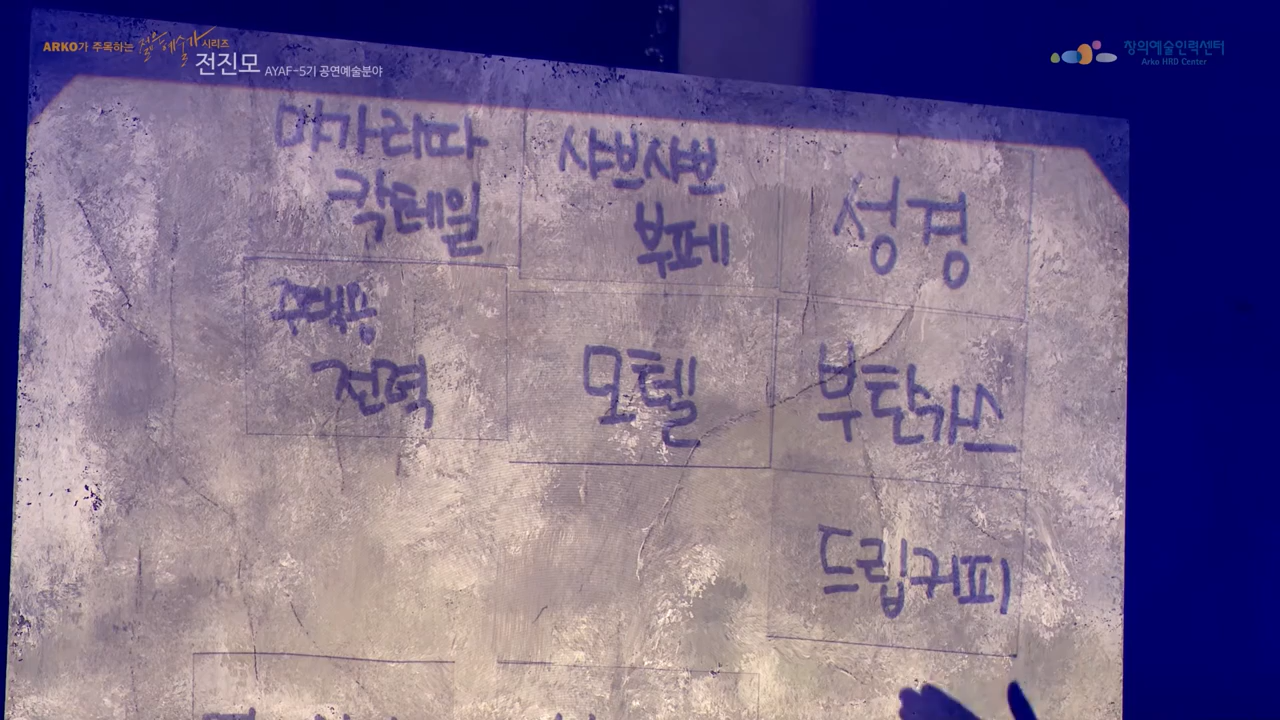 ARKO가 주목하는 젊은예술가 시리즈
전진모 AYAF-5기 공연예술분야
창의예술인력센터
Arko HRD Center
마가리따
칵테일
샤브샤브
부페
성경
주택용
전력
모텔
부탄가스
드립커피